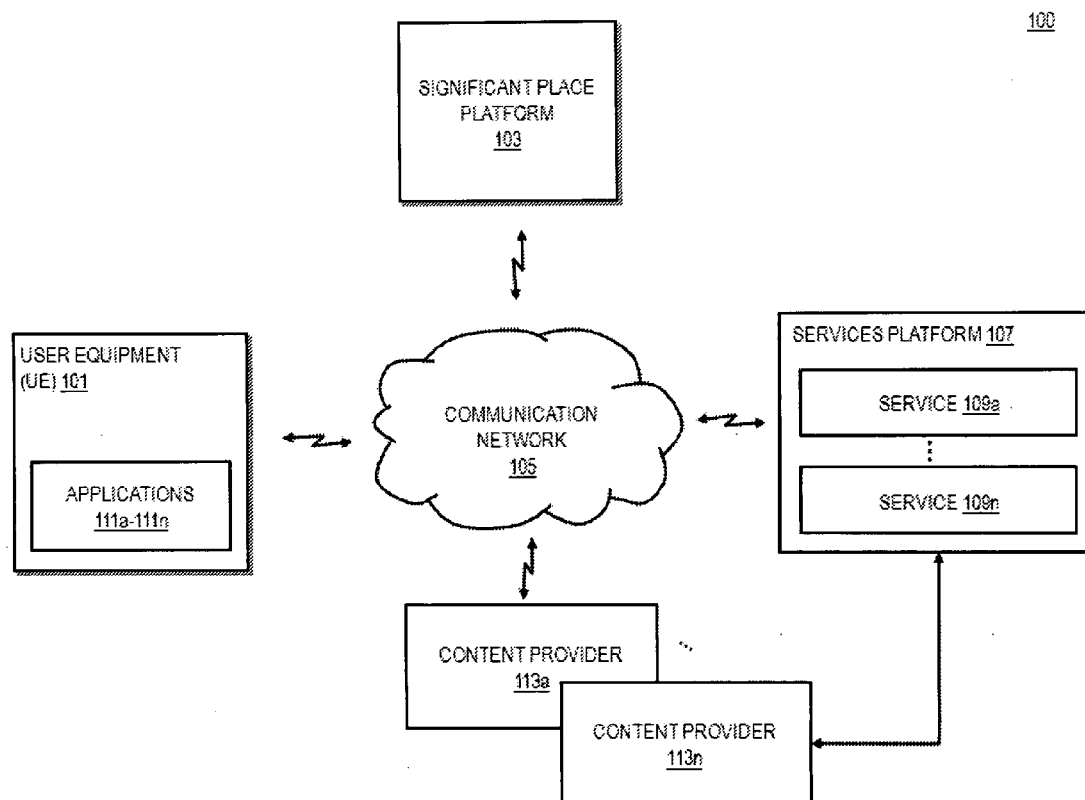 100
SIGNIFICANT PLACE
PLATFORM
103
USER EQUIPMENT
(UE) 101
APPLICATIONS
111a-111n
COMMUNICATION
NETWORK
105
SERVICES PLATFORM 107
SERVICE 109a
SERVICE 109n
CONTENT PROVIDER
113a
CONTENT PROVIDER
113n